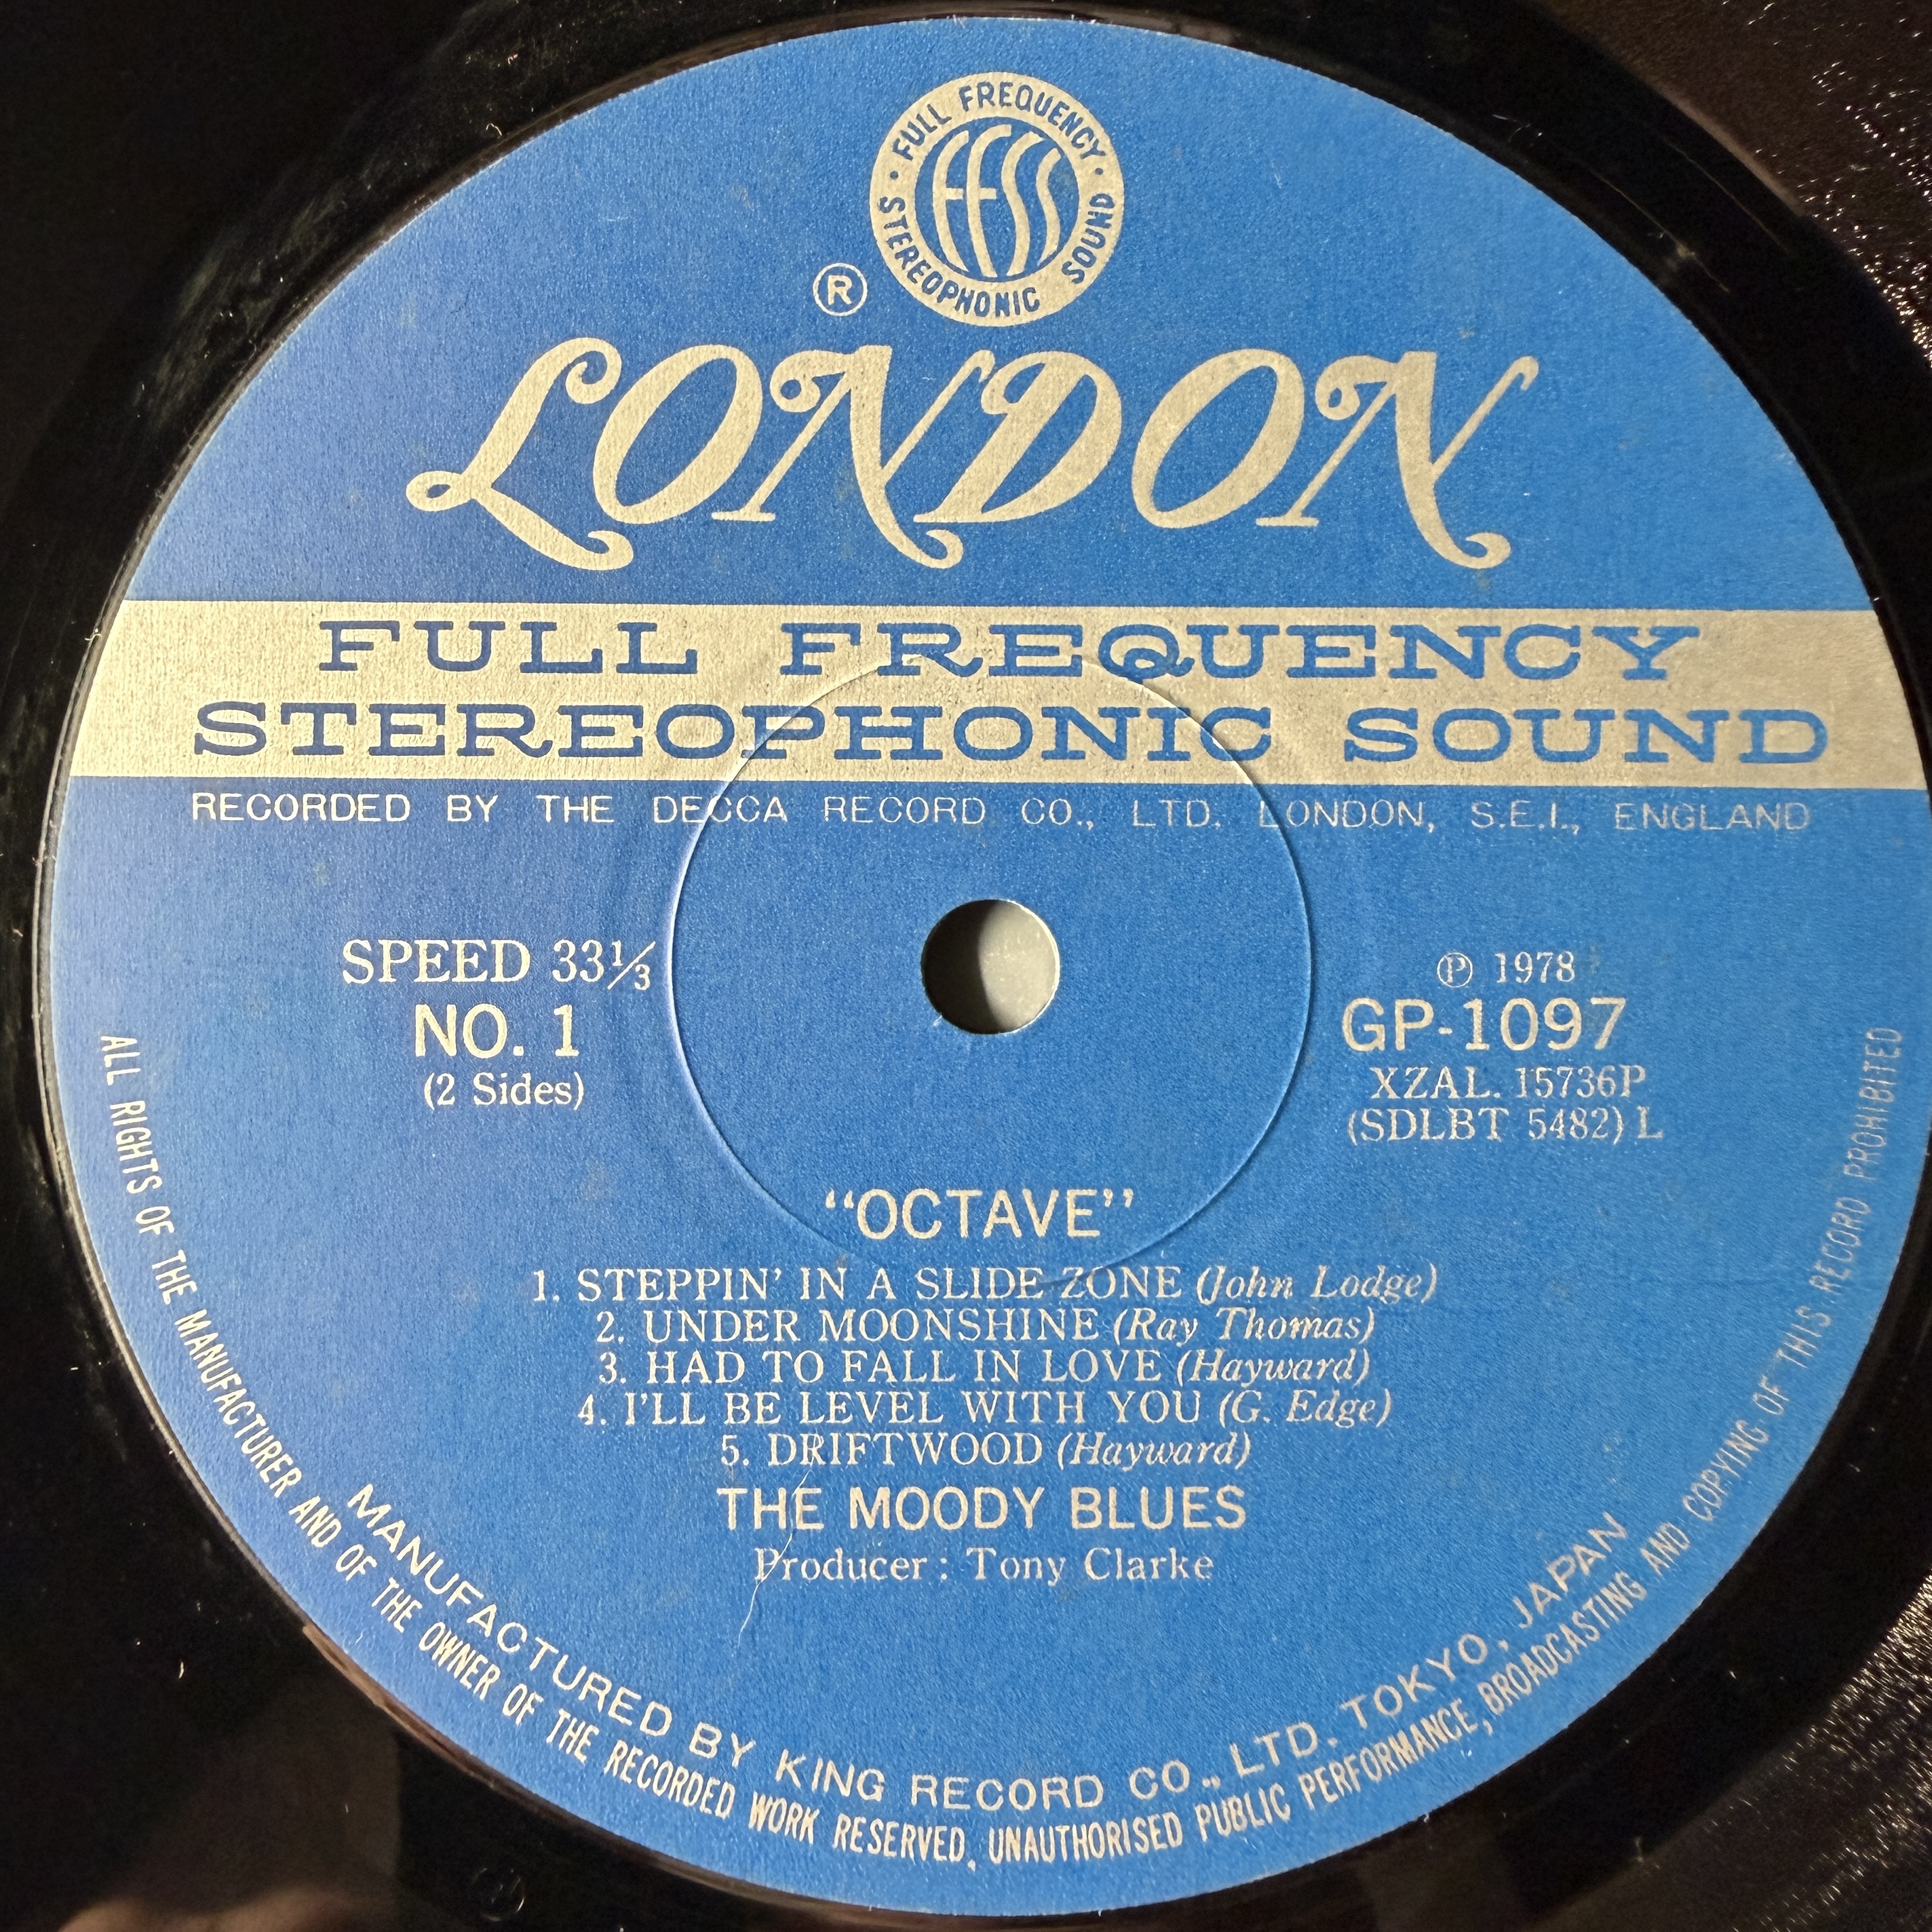 · FULL FREQUENCY · STEREOPHONIC SOUND
FFSS
®
LONDON
FULL FREQUENCY
STEREOPHONIC SOUND
RECORDED BY THE DECCA RECORD CO., LTD. LONDON, S.E.I., ENGLAND
SPEED 33⅓
NO. 1
(2 Sides)
℗ 1978
GP-1097
XZAL. 15736P
(SDLBT 5482) L
“OCTAVE”
1. STEPPIN’ IN A SLIDE ZONE (John Lodge)
2. UNDER MOONSHINE (Ray Thomas)
3. HAD TO FALL IN LOVE (Hayward)
4. I’LL BE LEVEL WITH YOU (G. Edge)
5. DRIFTWOOD (Hayward)
THE MOODY BLUES
Producer : Tony Clarke
MANUFACTURED BY KING RECORD CO., LTD. TOKYO, JAPAN
ALL RIGHTS OF THE MANUFACTURER AND OF THE OWNER OF THE RECORDED WORK RESERVED. UNAUTHORISED PUBLIC PERFORMANCE, BROADCASTING AND COPYING OF THIS RECORD PROHIBITED